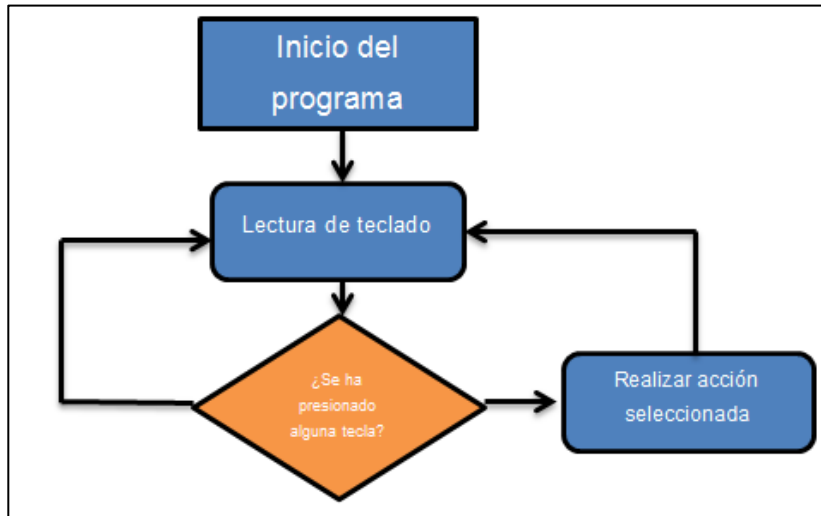 Inicio del
programa
Lectura de teclado
¿Se ha
presionado
alguna tecla?
Realizar acción
seleccionada